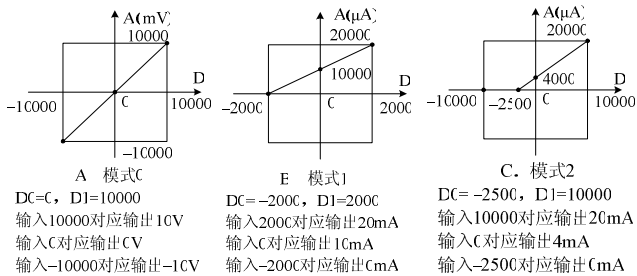 A(mV)
10000
D
-10000
0
10000
-10000
A 模式0
D0=0，D1=10000
输入10000对应输出10V
输入0对应输出0V
输入-10000对应输出-10V
A(μA)
20000
10000
D
-2000
0
2000
B 模式1
D0= -2000，D1=2000
输入2000对应输出20mA
输入0对应输出10mA
输入-2000对应输出0mA
A(μA)
20000
D
4000
-10000
-2500
0
10000
C. 模式2
D0= -2500，D1=10000
输入10000对应输出20mA
输入0对应输出4mA
输入-2500对应输出0mA